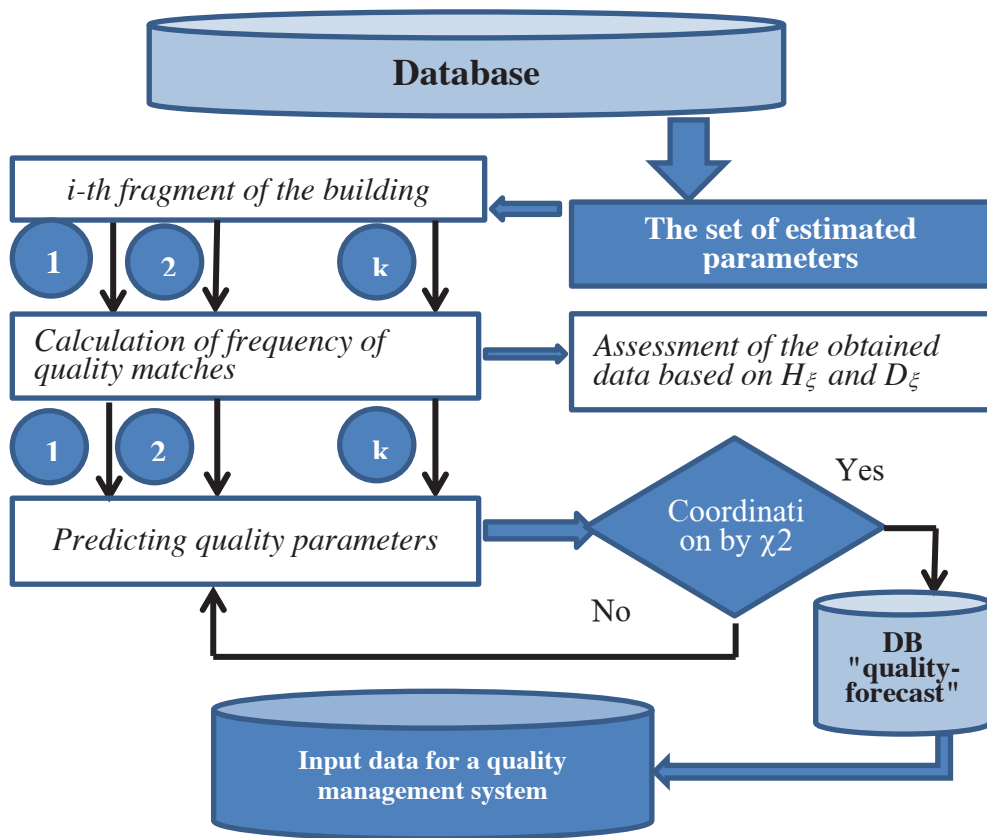 Database
i-th fragment of the building
The set of estimated
parameters
1
2
k
Calculation of frequency of
quality matches
Assessment of the obtained
data based on Hξ and Dξ
1
2
k
Predicting quality parameters
Coordinati
on by χ2
Yes
No
DB
"quality-
forecast"
Input data for a quality
management system